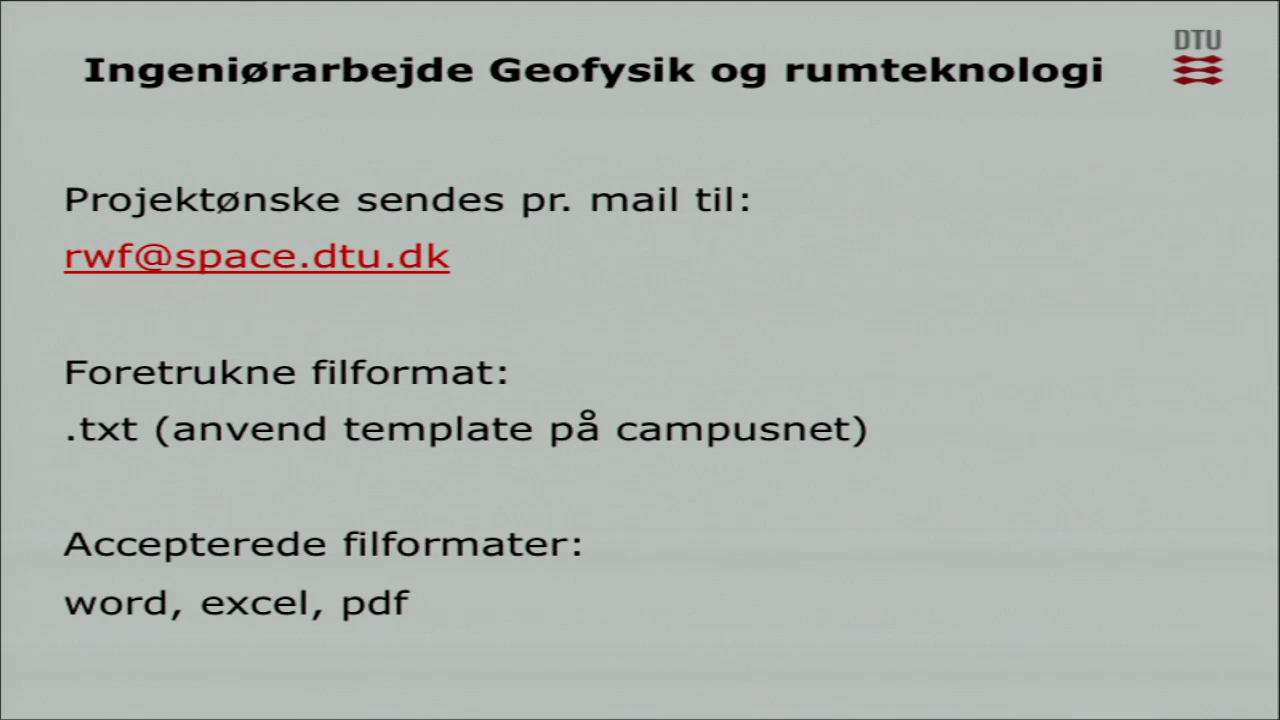 DTU
Ingeniørarbejde Geofysik og rumteknologi
Projektønske sendes pr. mail til:
rwf@space.dtu.dk
Foretrukne filformat:
.txt (anvend template på campusnet)
Accepterede filformater:
word, excel, pdf